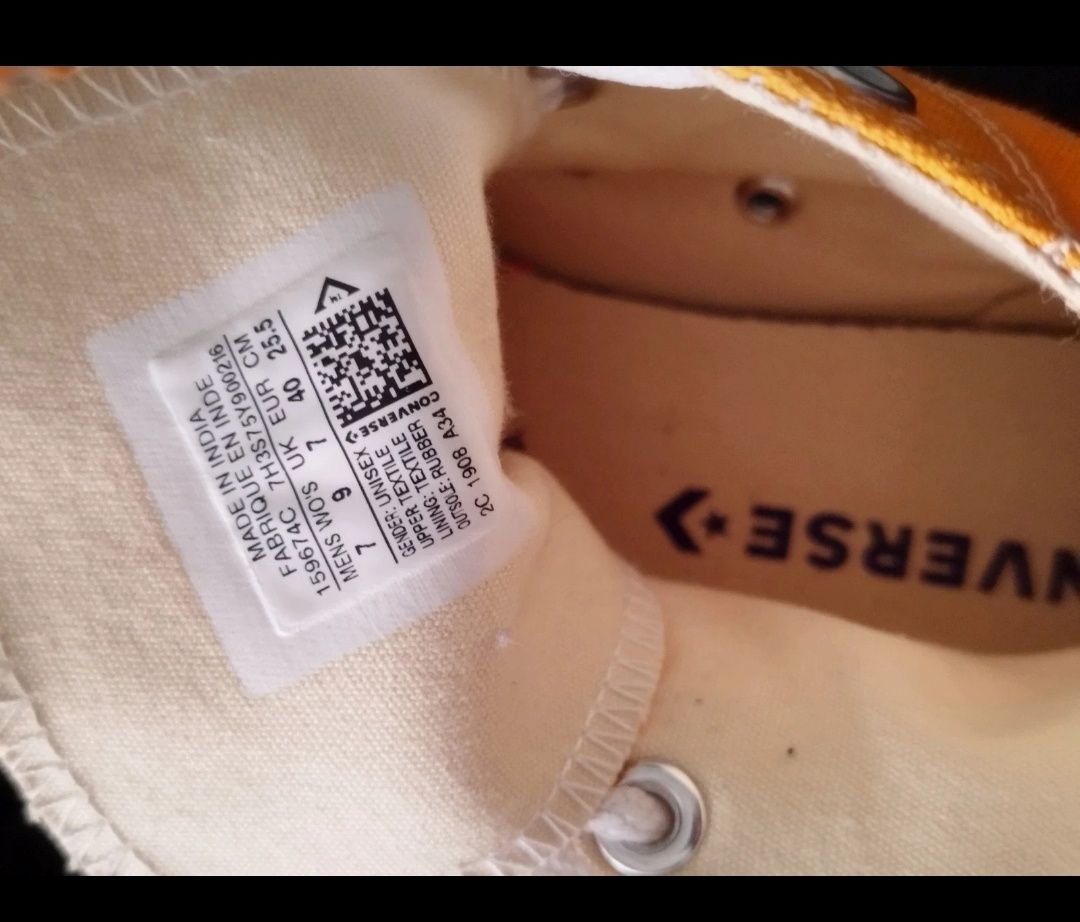 MADE IN INDIA
FABRIQUE EN INDE
159674C 7H3S75Y900216
MENS WO'S UK EUR CM
7 9 7 40 25.5
GENDER: UNISEX
UPPER: TEXTILE
LINING: TEXTILE
OUTSOLE: RUBBER
2C 1908 A34
CONVERSE
NVERSE